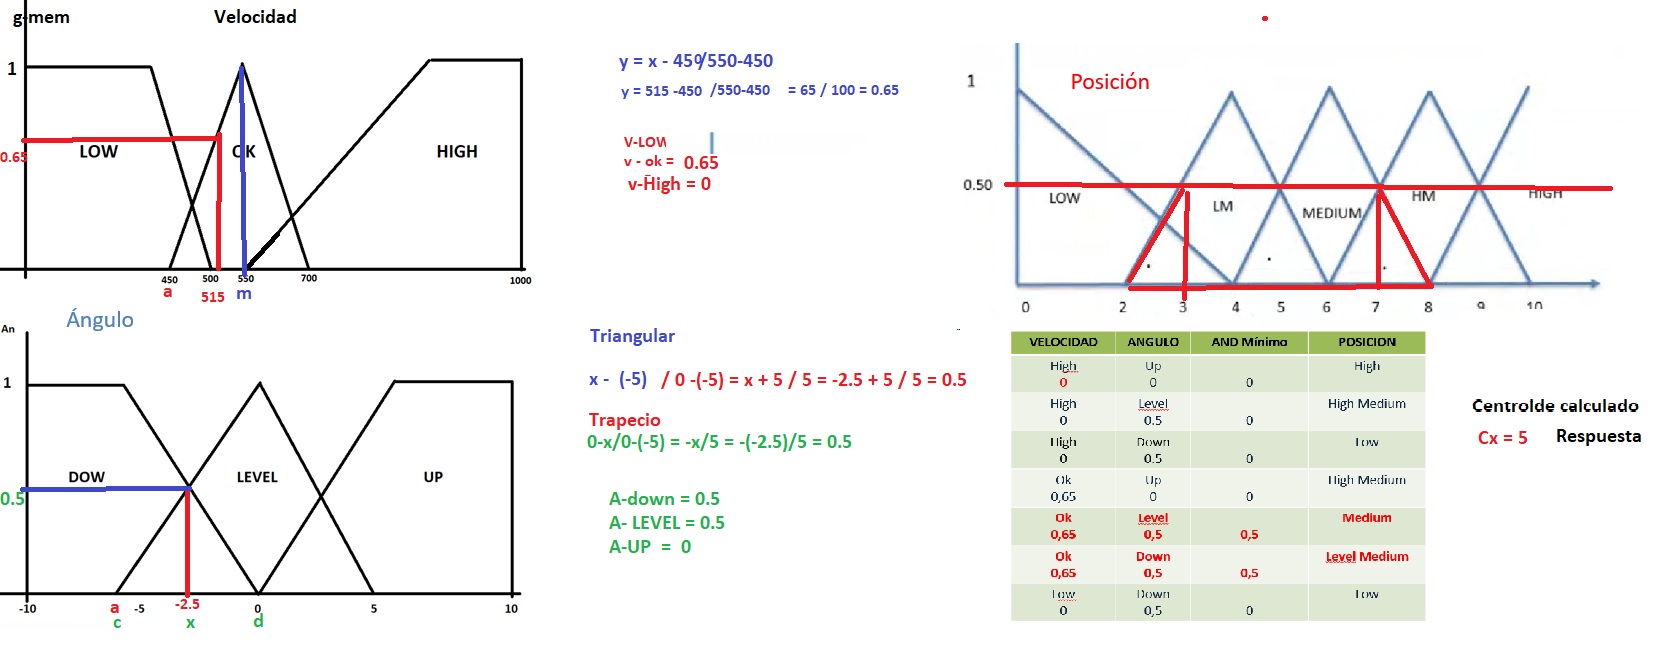 g-mem
Velocidad
1
0.65
LOW
OK
HIGH
450
500
550
700
1000
a
515
m
y = x - 450/550-450
y = 515 -450 /550-450 = 65 / 100 = 0.65
V-LOW
v - ok = 0.65
v-High = 0
Posición
1
0.50
LOW
LM
MEDIUM
HM
HIGH
0 2 3 4 5 6 7 8 9 10
An
Ángulo
1
0.5
DOW
LEVEL
UP
-10
a
-5
-2.5
0
5
10
c
x
d
Triangular
x - (-5) / 0 -(-5) = x + 5 / 5 = -2.5 + 5 / 5 = 0.5
Trapecio
0-x/0-(-5) = -x/5 = -(-2.5)/5 = 0.5
A-down = 0.5
A- LEVEL = 0.5
A-UP = 0
VELOCIDAD ANGULO AND Mínimo POSICION
High Up High
0 0 0
High Level High Medium
0 0.5 0
High Down Low
0 0.5 0
Ok Up High Medium
0,65 0 0
Ok Level Medium
0,65 0,5 0,5
Ok Down Level Medium
0,65 0,5 0,5
Low Down Low
0 0,5 0
Centrolde calculado
Cx = 5 Respuesta